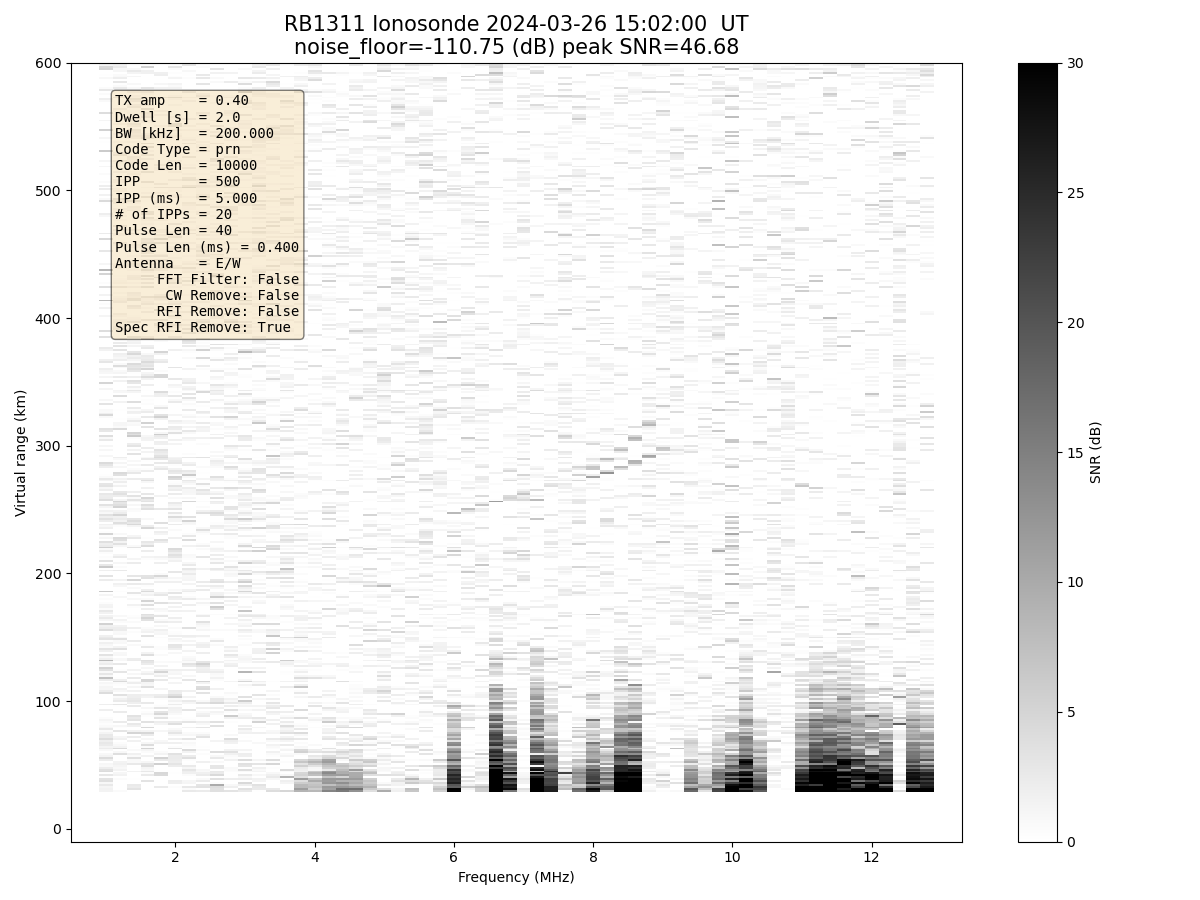 RB1311 Ionosonde 2024-03-26 15:02:00  UT
noise_floor=-110.75 (dB) peak SNR=46.68
TX amp    = 0.40
Dwell [s] = 2.0
BW [kHz]  = 200.000
Code Type = prn
Code Len  = 10000
IPP       = 500
IPP (ms)  = 5.000
# of IPPs = 20
Pulse Len = 40
Pulse Len (ms) = 0.400
Antenna   = E/W
FFT Filter: False
CW Remove: False
RFI Remove: False
Spec RFI Remove: True
600
500
400
300
200
100
0
Virtual range (km)
2 4 6 8 10 12
Frequency (MHz)
30
25
20
15
10
5
0
SNR (dB)